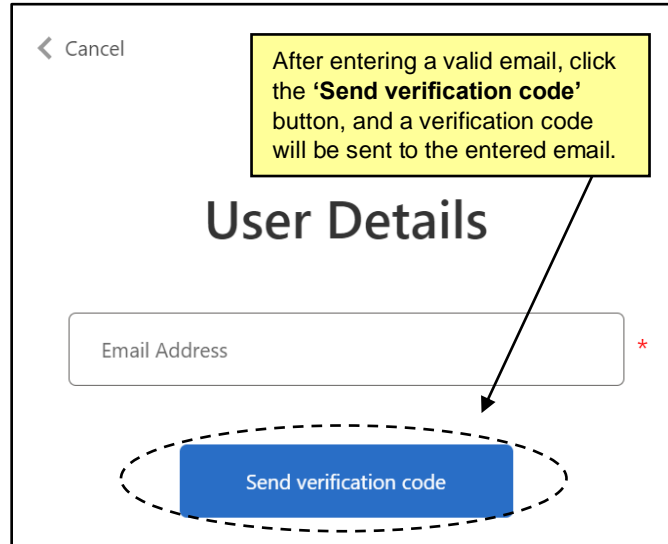 Cancel
After entering a valid email, click
the ‘Send verification code’
button, and a verification code
will be sent to the entered email.
User Details
Email Address *
Send verification code